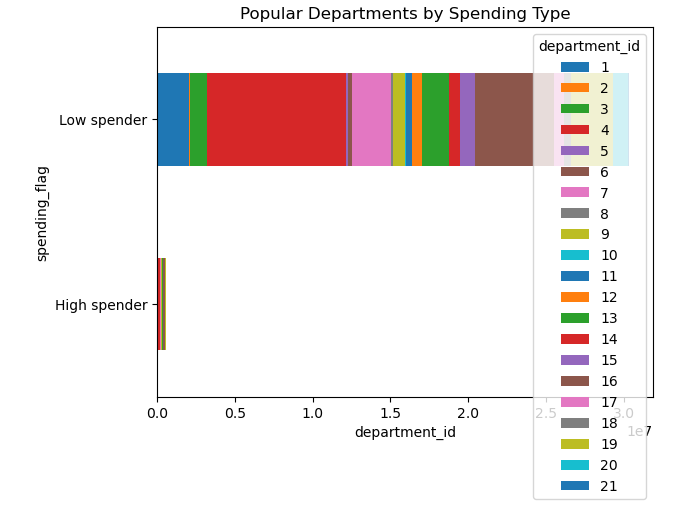 Popular Departments by Spending Type
department_id
1
2
3
4
5
6
7
8
9
10
11
12
13
14
15
16
17
18
19
20
21
Low spender
High spender
spending_flag
0.0 0.5 1.0 1.5 2.0 2.5 3.0
1e7
department_id